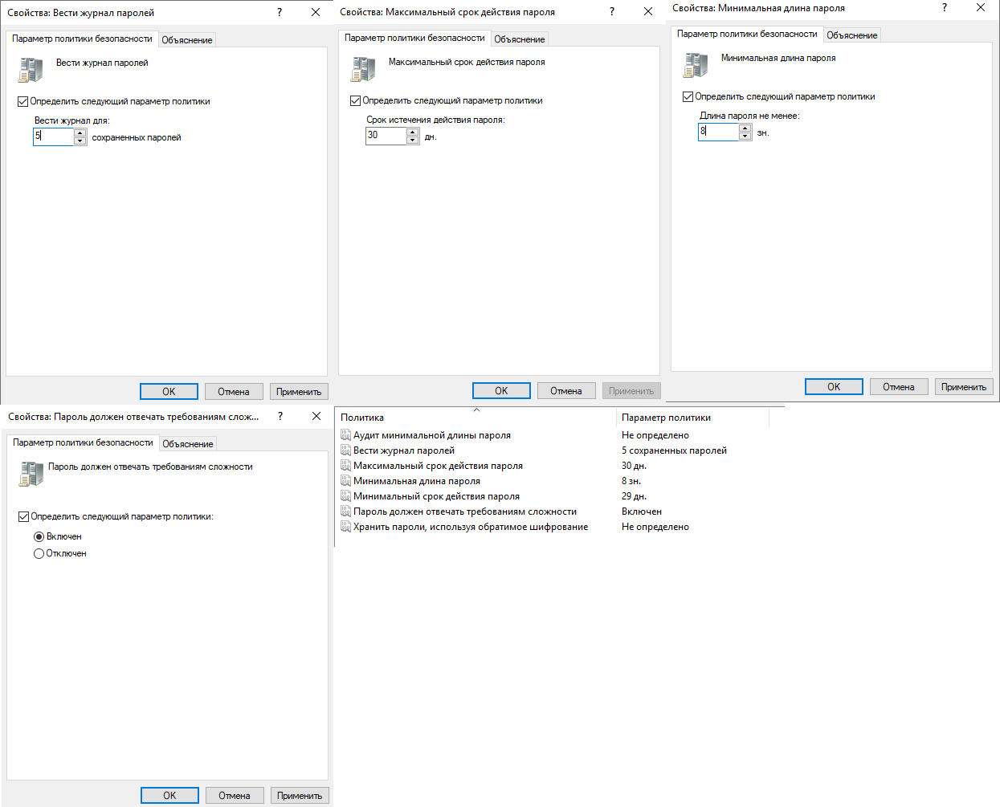 Свойства: Вести журнал паролей
?
Параметр политики безопасности
Объяснение
Вести журнал паролей
Определить следующий параметр политики
Вести журнал для:
5
сохраненных паролей
OK
Отмена
Применить
Свойства: Максимальный срок действия пароля
?
Параметр политики безопасности
Объяснение
Максимальный срок действия пароля
Определить следующий параметр политики
Срок истечения действия пароля:
30
дн.
OK
Отмена
Применить
Свойства: Минимальная длина пароля
?
Параметр политики безопасности
Объяснение
Минимальная длина пароля
Определить следующий параметр политики
Длина пароля не менее:
8
зн.
OK
Отмена
Применить
Свойства: Пароль должен отвечать требованиям слож...
?
Параметр политики безопасности
Объяснение
Пароль должен отвечать требованиям сложности
Определить следующий параметр политики:
Включен
Отключен
OK
Отмена
Применить
Политика Параметр политики
Аудит минимальной длины пароля Не определено
Вести журнал паролей 5 сохраненных паролей
Максимальный срок действия пароля 30 дн.
Минимальная длина пароля 8 зн.
Минимальный срок действия пароля 29 дн.
Пароль должен отвечать требованиям сложности Включен
Хранить пароли, используя обратимое шифрование Не определено